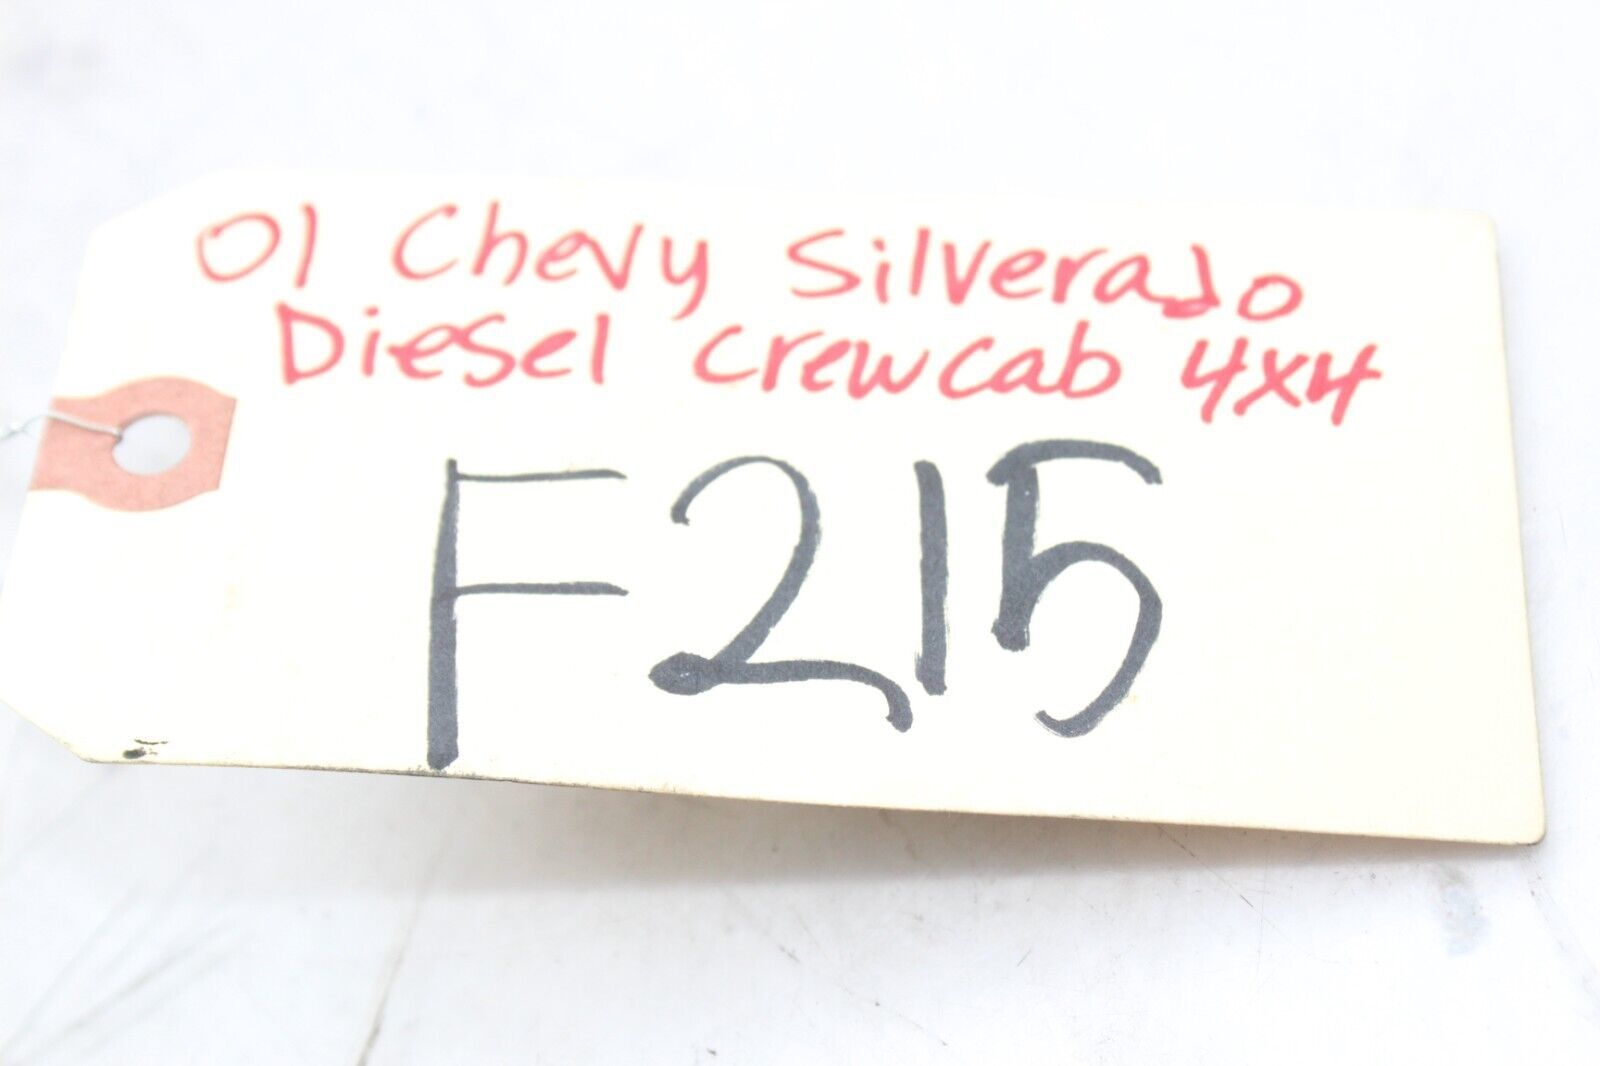 01 Chevy Silverado
Diesel crewcab 4x4
F215